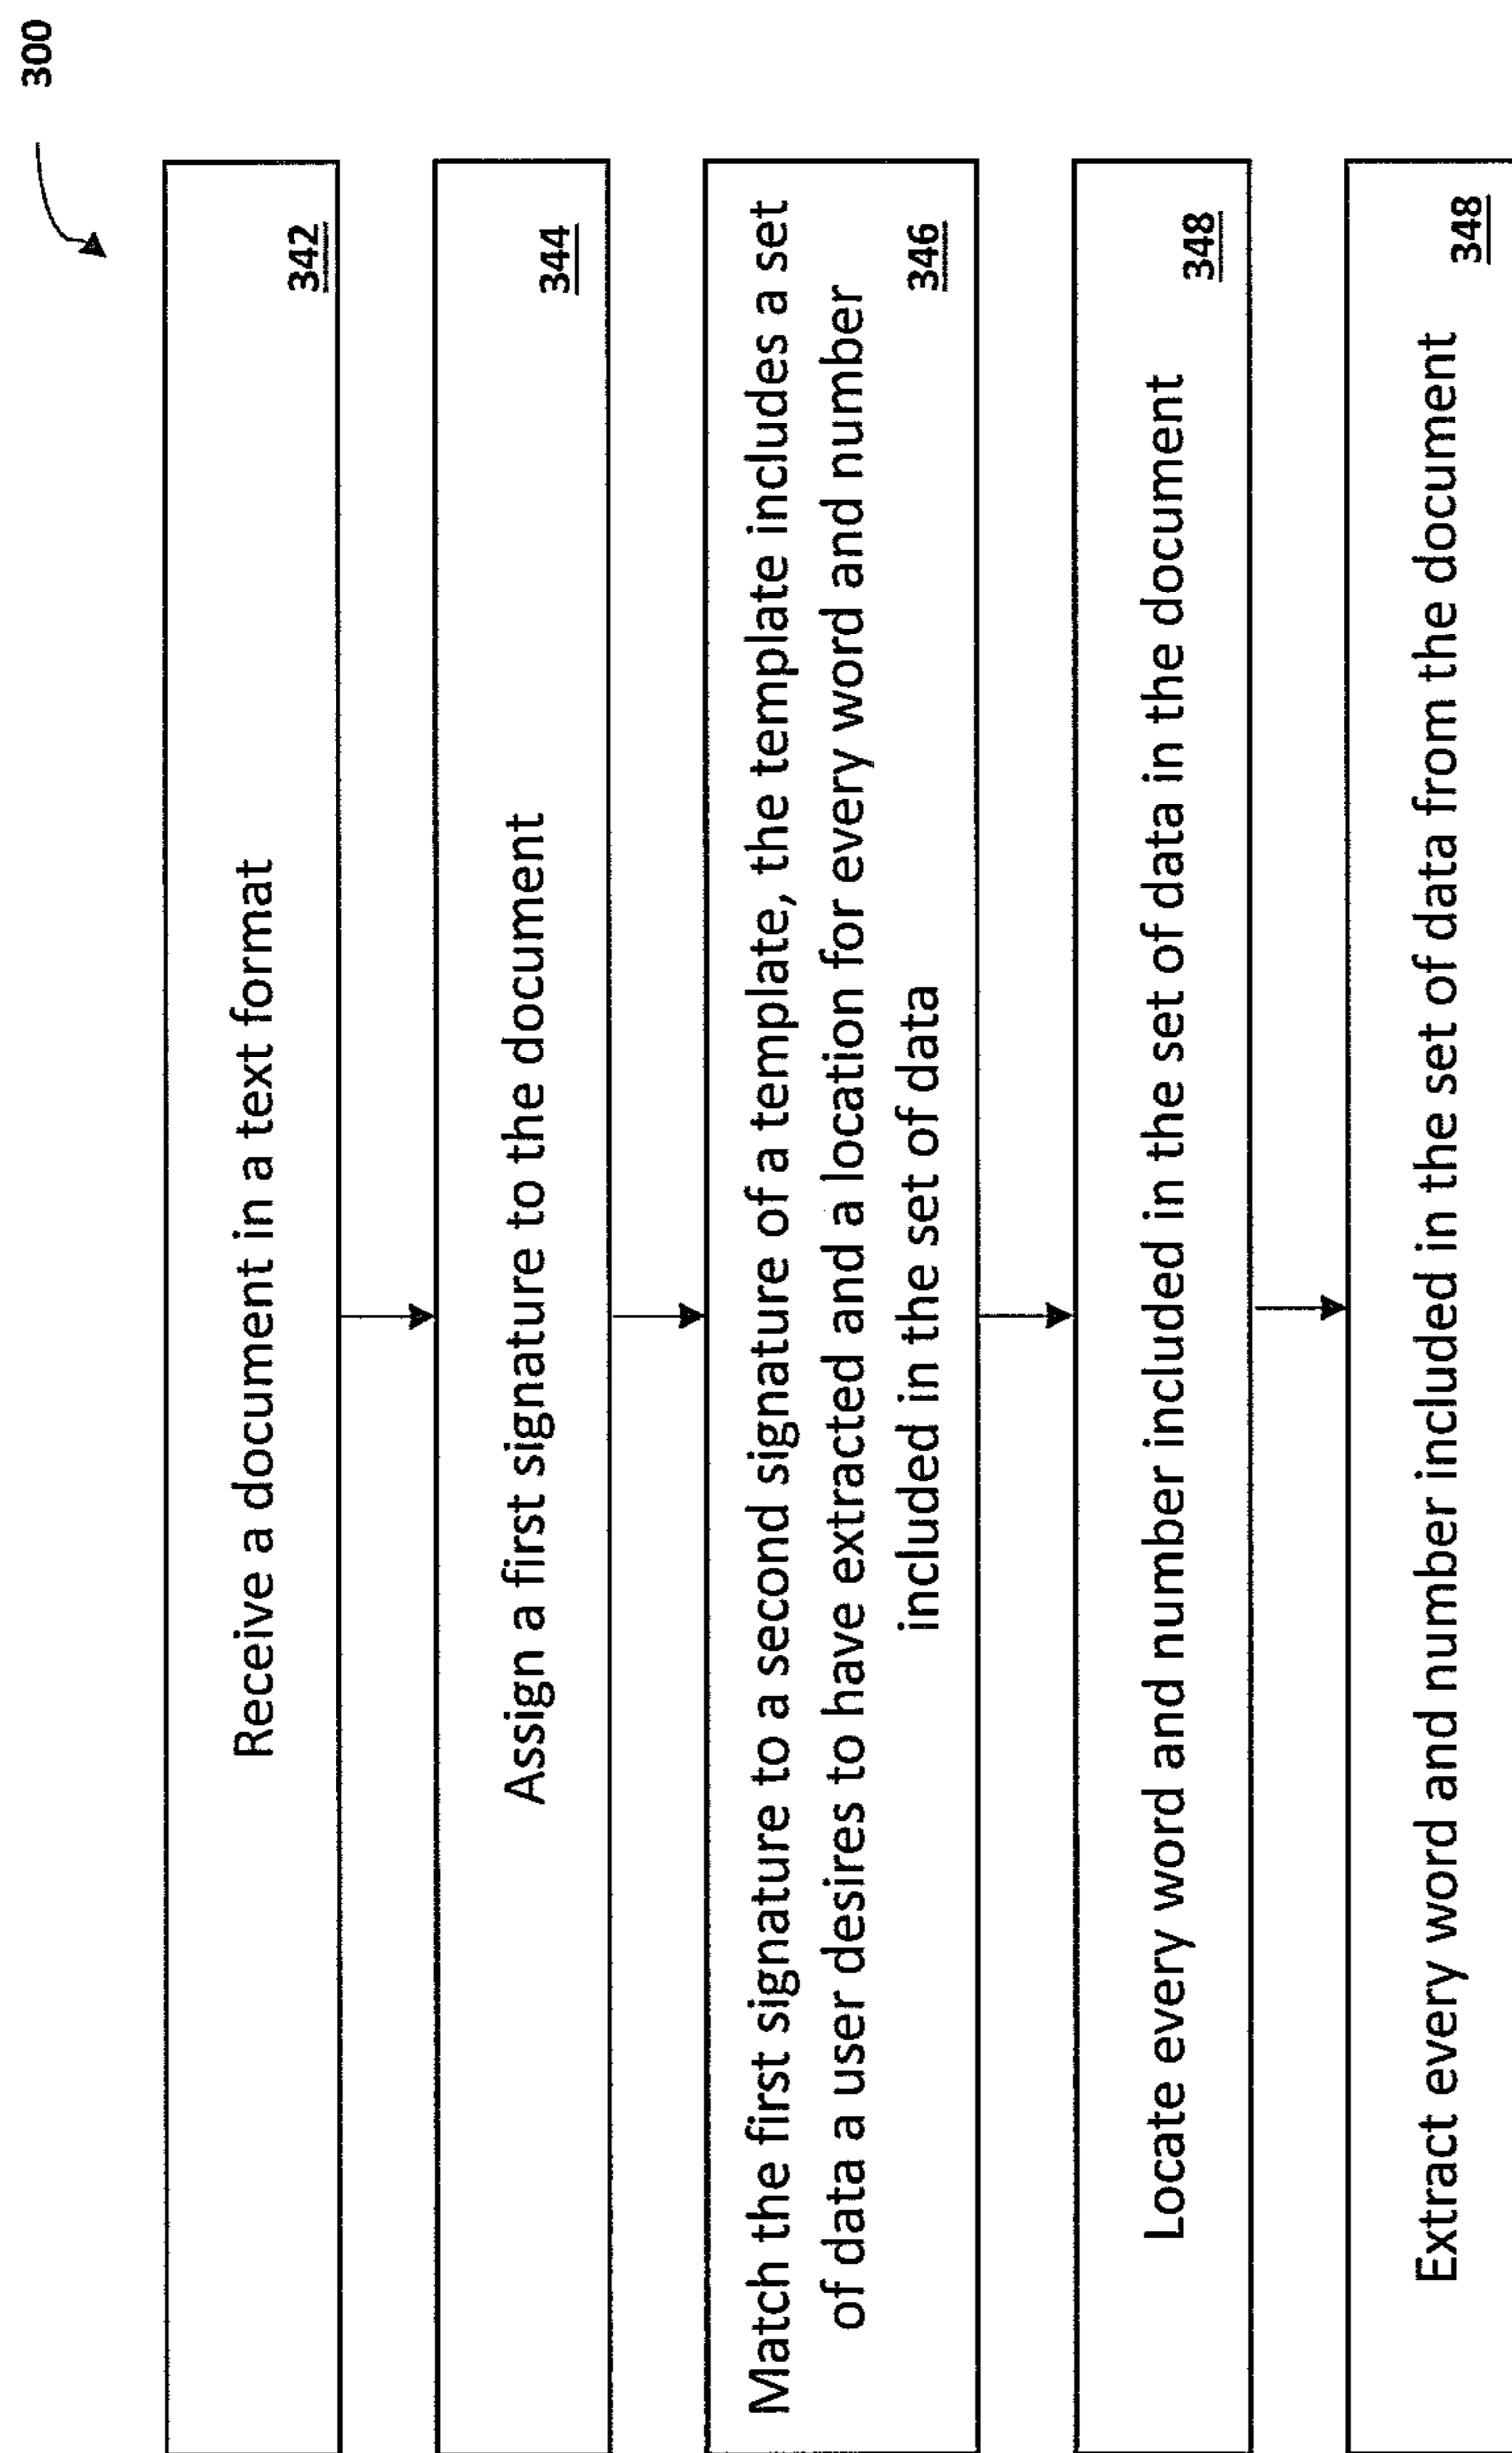 300
Receive a document in a text format
342
Assign a first signature to the document
344
Match the first signature to a second signature of a template, the template includes a set
of data a user desires to have extracted and a location for every word and number
included in the set of data
346
Locate every word and number included in the set of data in the document
348
Extract every word and number included in the set of data from the document
348